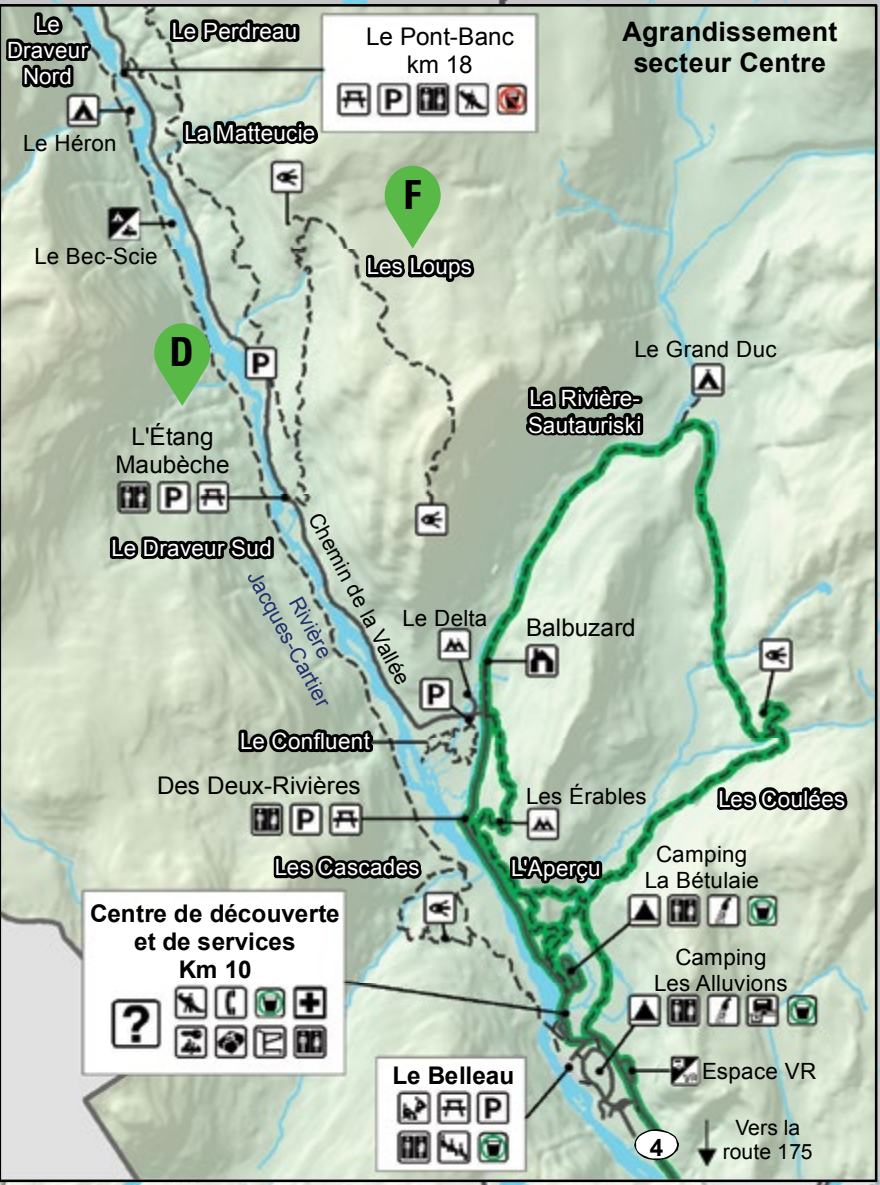 Le
Draveur
Nord
Le Perdreau
Le Pont-Banc
km 18
P
Agrandissement
secteur Centre
Le Héron
La Matteucie
F
Les Loups
Le Bec-Scie
D
P
Le Grand Duc
La Rivière-
Sautauriski
L'Étang
Maubèche
P
Le Draveur Sud
Chemin de la Vallée
Rivière
Jacques-Cartier
Le Delta
P
Balbuzard
Le Confluent
Des Deux-Rivières
P
Les Érables
Les Coulées
Les Cascades
L'Aperçu
Camping
La Bétulaie
Centre de découverte
et de services
Km 10
?
Camping
Les Alluvions
Le Belleau
P
Espace VR
4
Vers la
route 175